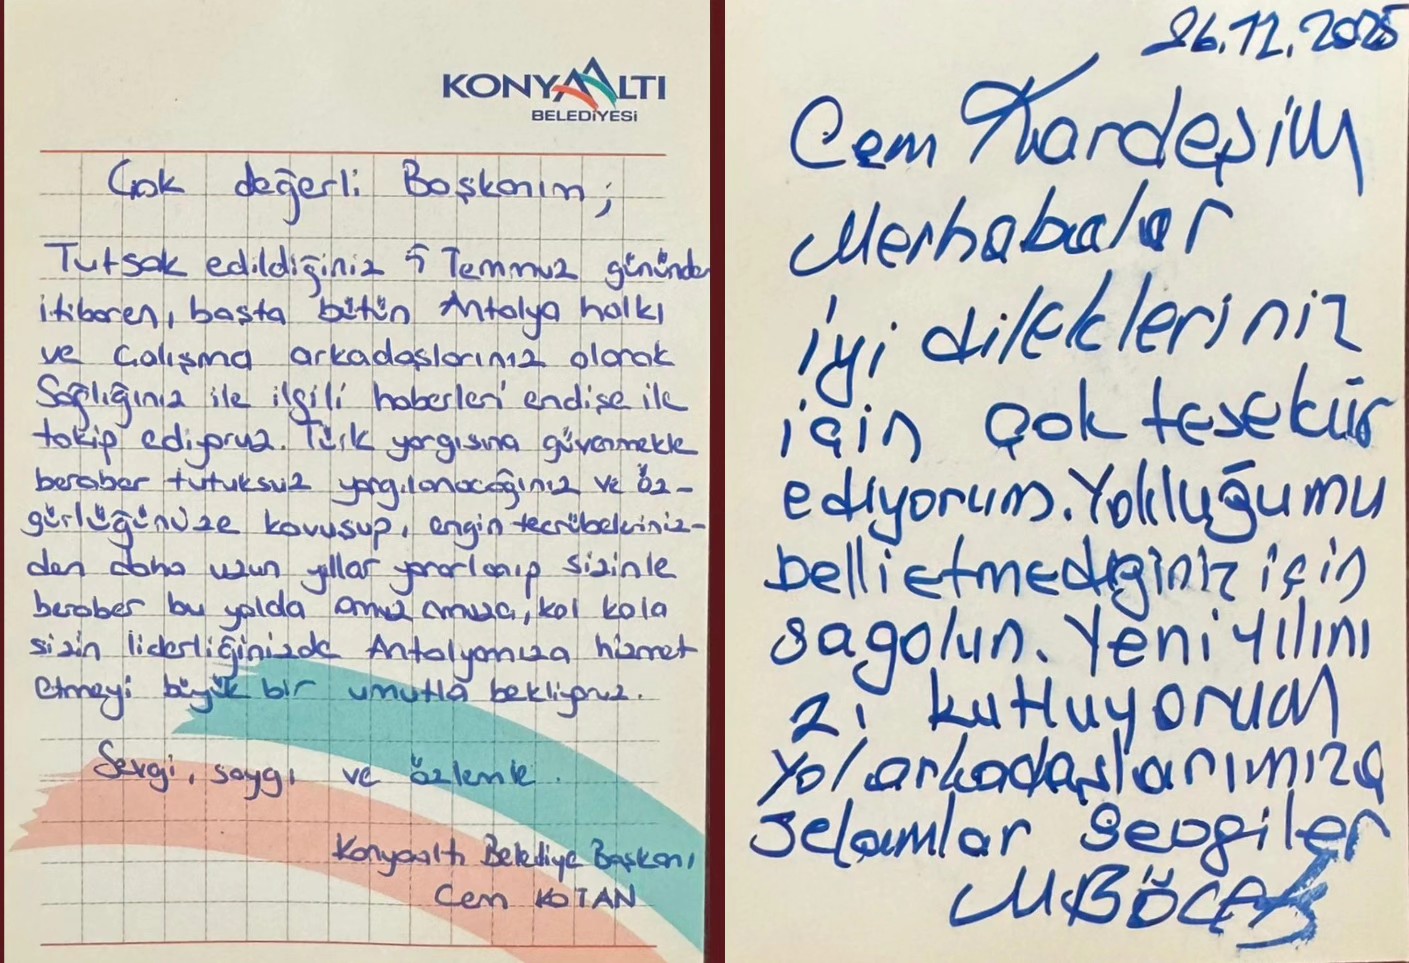 KONYAALTI
BELEDİYESİ
Çok değerli Başkanım;
Tutsak edildiğiniz 5 Temmuz gününde
itibaren, başta bütün Antalya halkı
ve Çalışma arkadaşlarınız olarak
Sağlığınız ile ilgili haberleri endişe ile
takip ediyoruz. Türk yargısına güvenmekle
beraber tutuksuz yargılanacağınız ve öz-
gürlüğünüze kavuşup, engin tecrübeleriniz-
den daha uzun yıllar yararlanıp sizinle
beraber bu yolda omuz omuza, kol kola
sizin liderliğinizde Antalyamıza hizmet
etmeyi büyük bir umutla bekliyoruz.
Sevgi, saygı ve özlemle.
Konyaaltı Belediye Başkanı
Cem KOTAN
26.12.2025
Cem Kardeşim
Merhabalar
iyi dilekleriniz
için çok teşekür
ediyorum. Yokluğumu
belli etmediğiniz için
sagolun. Yeni yılını
zı kutluyorum
yol arkadaşlarımıza
selamlar sevgiler
M.BÖCEK